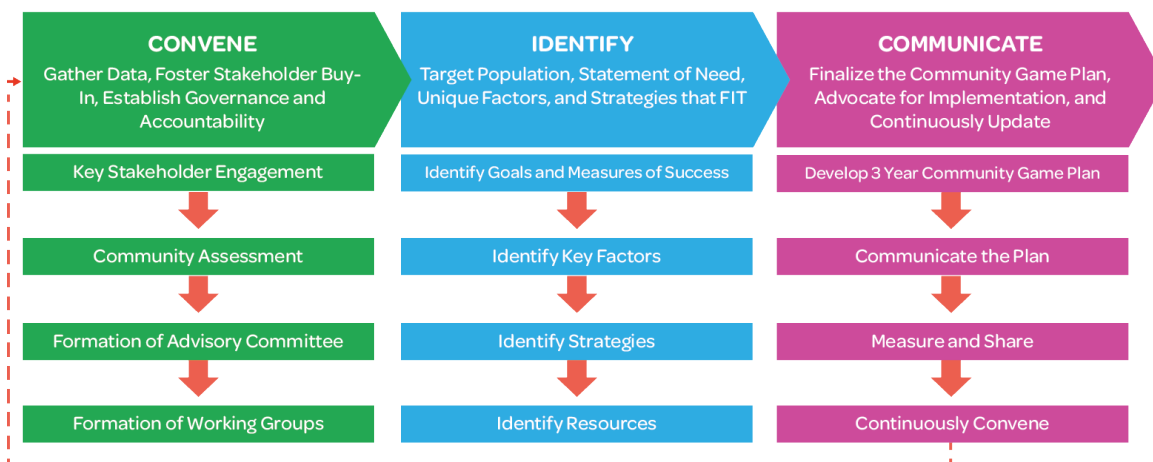 CONVENE
Gather Data, Foster Stakeholder Buy-
In, Establish Governance and
Accountability
Key Stakeholder Engagement
Community Assessment
Formation of Advisory Committee
Formation of Working Groups
IDENTIFY
Target Population, Statement of Need,
Unique Factors, and Strategies that FIT
Identify Goals and Measures of Success
Identify Key Factors
Identify Strategies
Identify Resources
COMMUNICATE
Finalize the Community Game Plan,
Advocate for Implementation, and
Continuously Update
Develop 3 Year Community Game Plan
Communicate the Plan
Measure and Share
Continuously Convene